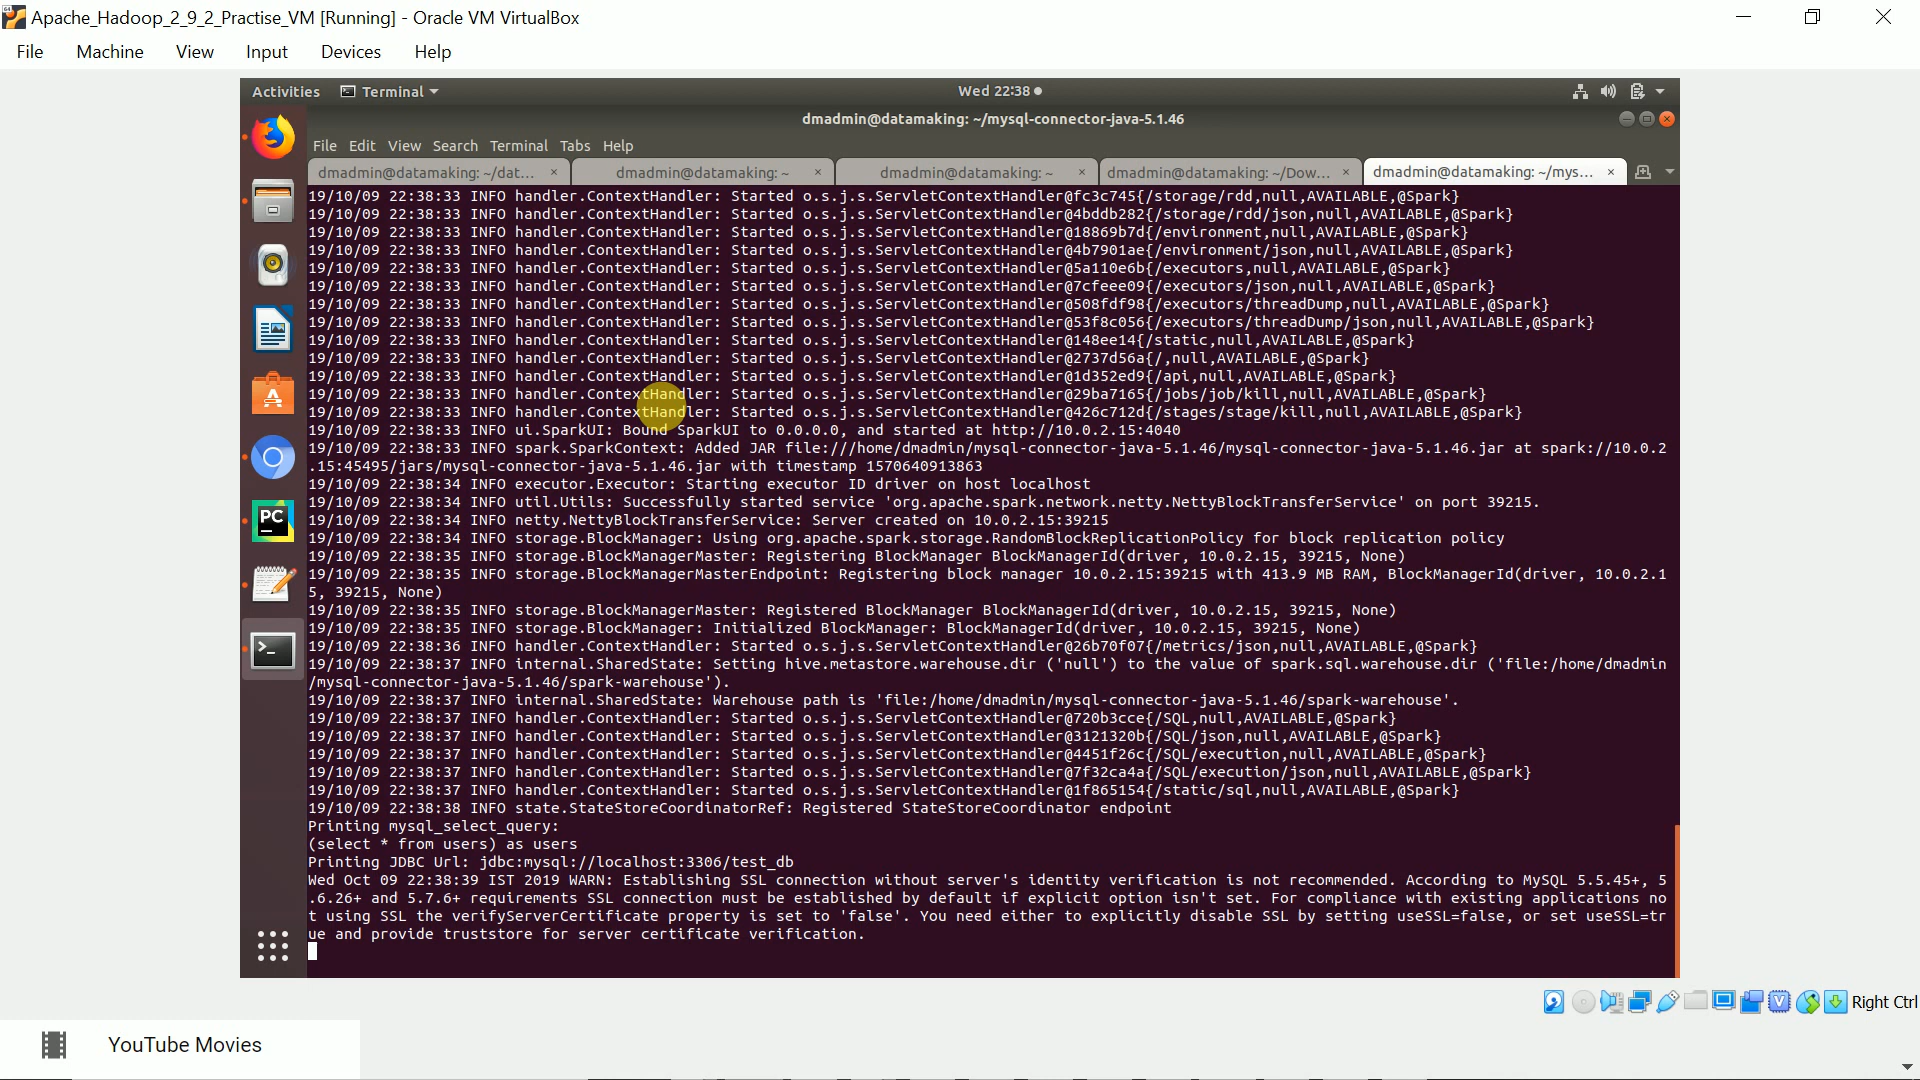 Apache_Hadoop_2_9_2_Practise_VM [Running] - Oracle VM VirtualBox
File Machine View Input Devices Help
Activities Terminal Wed 22:38
dmadmin@datamaking: ~/mysql-connector-java-5.1.46
File Edit View Search Terminal Tabs Help
dmadmin@datamaking: ~/dat... × dmadmin@datamaking: ~ × dmadmin@datamaking: ~ × dmadmin@datamaking: ~/Dow... × dmadmin@datamaking: ~/mys... ×
19/10/09 22:38:33 INFO handler.ContextHandler: Started o.s.j.s.ServletContextHandler@fc3c745{/storage/rdd,null,AVAILABLE,@Spark}
19/10/09 22:38:33 INFO handler.ContextHandler: Started o.s.j.s.ServletContextHandler@4bddb282{/storage/rdd/json,null,AVAILABLE,@Spark}
19/10/09 22:38:33 INFO handler.ContextHandler: Started o.s.j.s.ServletContextHandler@18869b7d{/environment,null,AVAILABLE,@Spark}
19/10/09 22:38:33 INFO handler.ContextHandler: Started o.s.j.s.ServletContextHandler@4b7901ae{/environment/json,null,AVAILABLE,@Spark}
19/10/09 22:38:33 INFO handler.ContextHandler: Started o.s.j.s.ServletContextHandler@5a110e6b{/executors,null,AVAILABLE,@Spark}
19/10/09 22:38:33 INFO handler.ContextHandler: Started o.s.j.s.ServletContextHandler@7cfeee09{/executors/json,null,AVAILABLE,@Spark}
19/10/09 22:38:33 INFO handler.ContextHandler: Started o.s.j.s.ServletContextHandler@508fdf98{/executors/threadDump,null,AVAILABLE,@Spark}
19/10/09 22:38:33 INFO handler.ContextHandler: Started o.s.j.s.ServletContextHandler@53f8c056{/executors/threadDump/json,null,AVAILABLE,@Spark}
19/10/09 22:38:33 INFO handler.ContextHandler: Started o.s.j.s.ServletContextHandler@148ee14{/static,null,AVAILABLE,@Spark}
19/10/09 22:38:33 INFO handler.ContextHandler: Started o.s.j.s.ServletContextHandler@2737d56a{/,null,AVAILABLE,@Spark}
19/10/09 22:38:33 INFO handler.ContextHandler: Started o.s.j.s.ServletContextHandler@1d352ed9{/api,null,AVAILABLE,@Spark}
19/10/09 22:38:33 INFO handler.ContextHandler: Started o.s.j.s.ServletContextHandler@29ba7165{/jobs/job/kill,null,AVAILABLE,@Spark}
19/10/09 22:38:33 INFO handler.ContextHandler: Started o.s.j.s.ServletContextHandler@426c712d{/stages/stage/kill,null,AVAILABLE,@Spark}
19/10/09 22:38:33 INFO ui.SparkUI: Bound SparkUI to 0.0.0.0, and started at http://10.0.2.15:4040
19/10/09 22:38:33 INFO spark.SparkContext: Added JAR file:///home/dmadmin/mysql-connector-java-5.1.46/mysql-connector-java-5.1.46.jar at spark://10.0.2
.15:45495/jars/mysql-connector-java-5.1.46.jar with timestamp 1570640913863
19/10/09 22:38:34 INFO executor.Executor: Starting executor ID driver on host localhost
19/10/09 22:38:34 INFO util.Utils: Successfully started service 'org.apache.spark.network.netty.NettyBlockTransferService' on port 39215.
19/10/09 22:38:34 INFO netty.NettyBlockTransferService: Server created on 10.0.2.15:39215
19/10/09 22:38:34 INFO storage.BlockManager: Using org.apache.spark.storage.RandomBlockReplicationPolicy for block replication policy
19/10/09 22:38:35 INFO storage.BlockManagerMaster: Registering BlockManager BlockManagerId(driver, 10.0.2.15, 39215, None)
19/10/09 22:38:35 INFO storage.BlockManagerMasterEndpoint: Registering block manager 10.0.2.15:39215 with 413.9 MB RAM, BlockManagerId(driver, 10.0.2.1
5, 39215, None)
19/10/09 22:38:35 INFO storage.BlockManagerMaster: Registered BlockManager BlockManagerId(driver, 10.0.2.15, 39215, None)
19/10/09 22:38:35 INFO storage.BlockManager: Initialized BlockManager: BlockManagerId(driver, 10.0.2.15, 39215, None)
19/10/09 22:38:36 INFO handler.ContextHandler: Started o.s.j.s.ServletContextHandler@26b70f07{/metrics/json,null,AVAILABLE,@Spark}
19/10/09 22:38:37 INFO internal.SharedState: Setting hive.metastore.warehouse.dir ('null') to the value of spark.sql.warehouse.dir ('file:/home/dmadmin
/mysql-connector-java-5.1.46/spark-warehouse').
19/10/09 22:38:37 INFO internal.SharedState: Warehouse path is 'file:/home/dmadmin/mysql-connector-java-5.1.46/spark-warehouse'.
19/10/09 22:38:37 INFO handler.ContextHandler: Started o.s.j.s.ServletContextHandler@720b3cce{/SQL,null,AVAILABLE,@Spark}
19/10/09 22:38:37 INFO handler.ContextHandler: Started o.s.j.s.ServletContextHandler@3121320b{/SQL/json,null,AVAILABLE,@Spark}
19/10/09 22:38:37 INFO handler.ContextHandler: Started o.s.j.s.ServletContextHandler@4451f26c{/SQL/execution,null,AVAILABLE,@Spark}
19/10/09 22:38:37 INFO handler.ContextHandler: Started o.s.j.s.ServletContextHandler@7f32ca4a{/SQL/execution/json,null,AVAILABLE,@Spark}
19/10/09 22:38:37 INFO handler.ContextHandler: Started o.s.j.s.ServletContextHandler@1f865154{/static/sql,null,AVAILABLE,@Spark}
19/10/09 22:38:38 INFO state.StateStoreCoordinatorRef: Registered StateStoreCoordinator endpoint
Printing mysql_select_query:
(select * from users) as users
Printing JDBC Url: jdbc:mysql://localhost:3306/test_db
Wed Oct 09 22:38:39 IST 2019 WARN: Establishing SSL connection without server's identity verification is not recommended. According to MySQL 5.5.45+, 5
.6.26+ and 5.7.6+ requirements SSL connection must be established by default if explicit option isn't set. For compliance with existing applications no
t using SSL the verifyServerCertificate property is set to 'false'. You need either to explicitly disable SSL by setting useSSL=false, or set useSSL=tr
ue and provide truststore for server certificate verification.
Right Ctrl
YouTube Movies